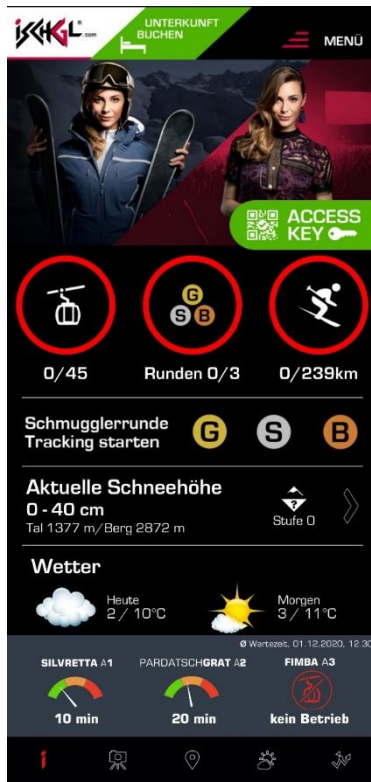 iSCHGL.com
UNTERKUNFT
BUCHEN
MENÜ
ACCESS
KEY
G
S B
0/45
Runden 0/3
0/239km
Schmugglerrunde
Tracking starten
G S B
Aktuelle Schneehöhe
0 - 40 cm
Tal 1377 m/Berg 2872 m
?
Stufe 0
Wetter
Heute
2 / 10°C
Morgen
3 / 11°C
Ø Wartezeit, 01.12.2020, 12.30
SILVRETTA A1
PARDATSCHGRAT A2
FIMBA A3
10 min
20 min
kein Betrieb
i